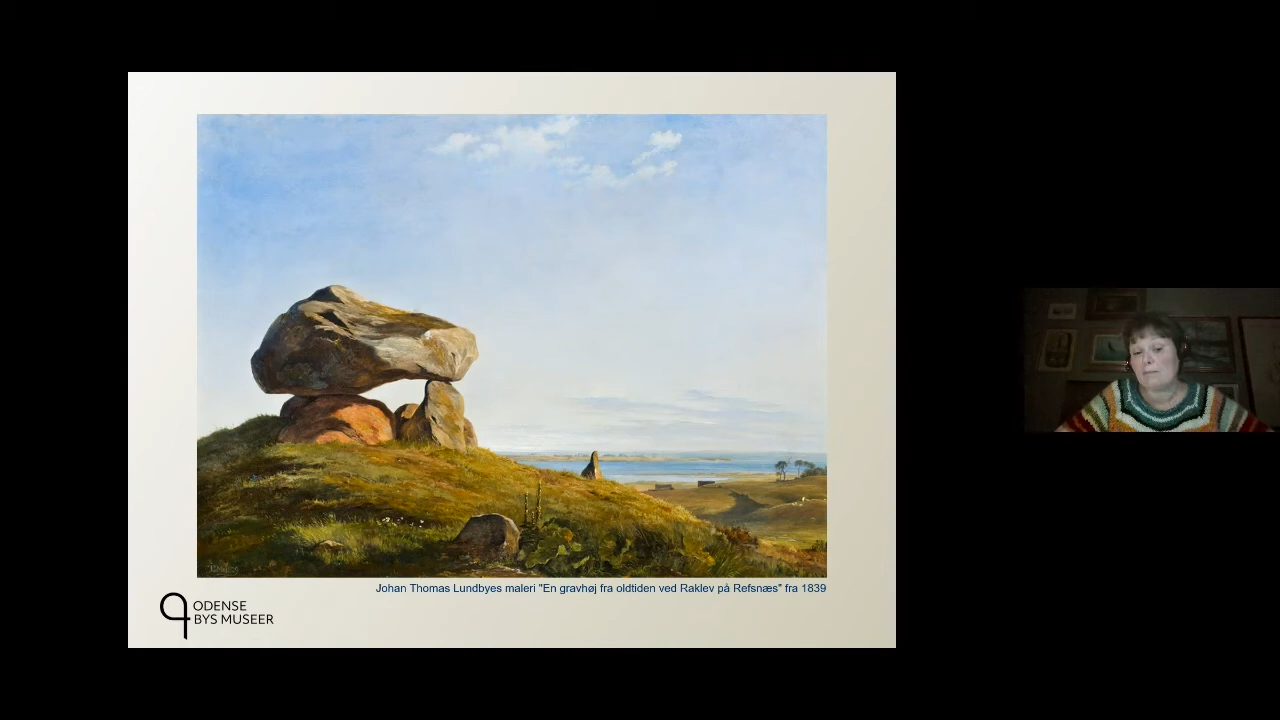 Johan Thomas Lundbyes maleri "En gravhøj fra oldtiden ved Raklev på Refsnæs" fra 1839
ODENSE
BYS MUSEER